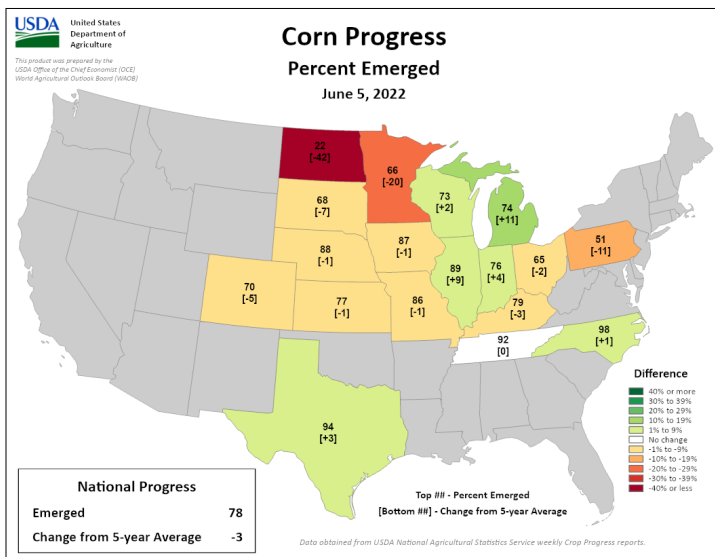 USDA
United States
Department of
Agriculture
This product was prepared by the
USDA Office of the Chief Economist (OCE)
World Agricultural Outlook Board (WAOB)
Corn Progress
Percent Emerged
June 5, 2022
22
[-42]
66
[-20]
73
[+2]
74
[+11]
68
[-7]
88
[-1]
87
[-1]
89
[+9]
76
[+4]
65
[-2]
51
[-11]
70
[-5]
77
[-1]
86
[-1]
79
[-3]
92
[0]
98
[+1]
94
[+3]
Difference
40% or more
30% to 39%
20% to 29%
10% to 19%
1% to 9%
No change
-1% to -9%
-10% to -19%
-20% to -29%
-30% to -39%
-40% or less
National Progress
Emerged 78
Change from 5-year Average -3
Top ## - Percent Emerged
[Bottom ##] - Change from 5-year Average
Data obtained from USDA National Agricultural Statistics Service weekly Crop Progress reports.